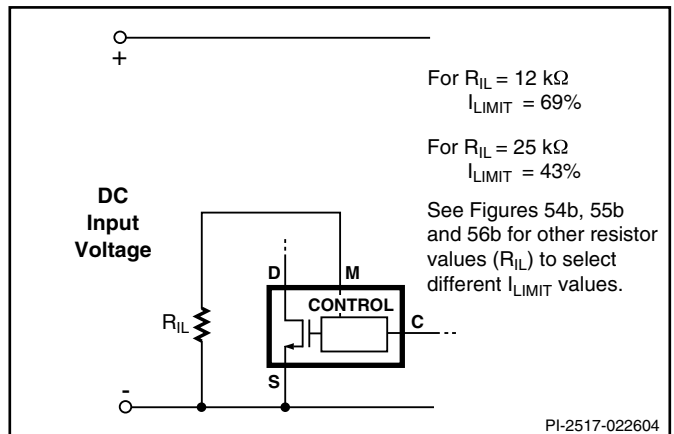 +
For R_IL = 12 kΩ
I_LIMIT = 69%
For R_IL = 25 kΩ
I_LIMIT = 43%
See Figures 54b, 55b
and 56b for other resistor
values (R_IL) to select
different I_LIMIT values.
DC
Input
Voltage
D
M
CONTROL
C
R_IL
S
-
PI-2517-022604